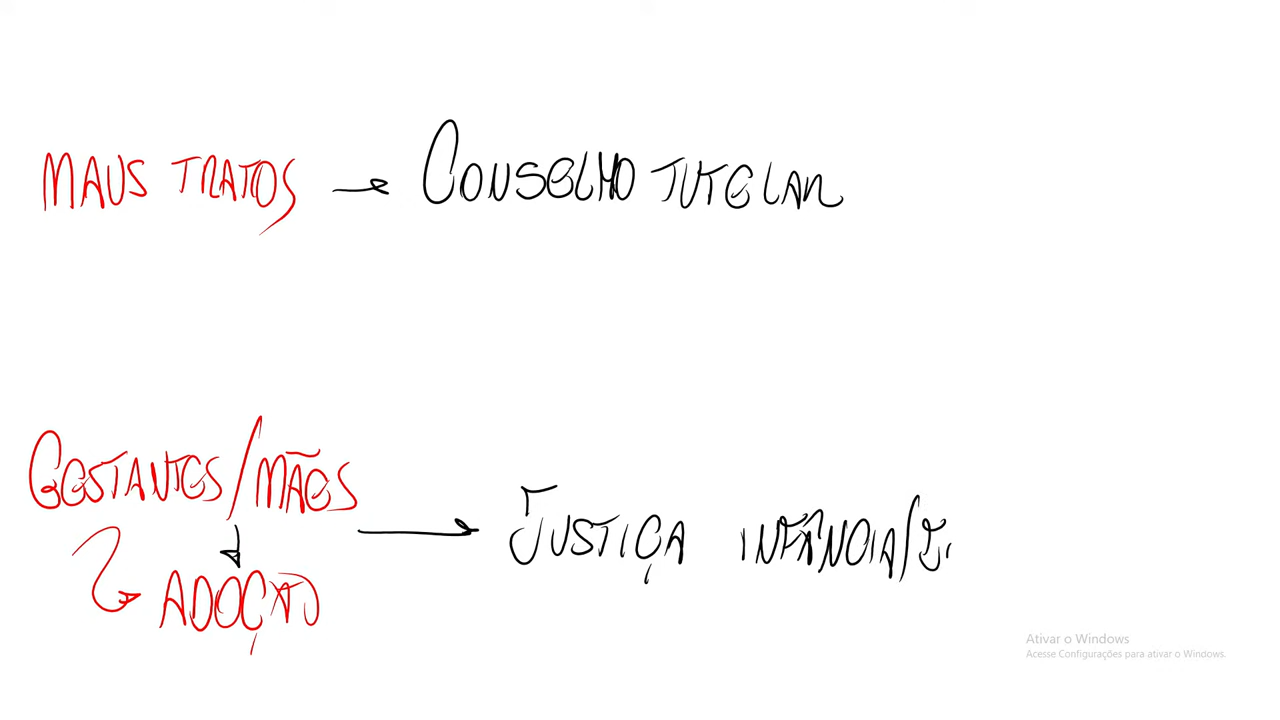 MAUS TRATOS → CONSELHO TUTELAR
GESTANTES/MÃES → JUSTIÇA INFÂNCIA/J.
ADOÇÃO
Ativar o Windows
Acesse Configurações para ativar o Windows.